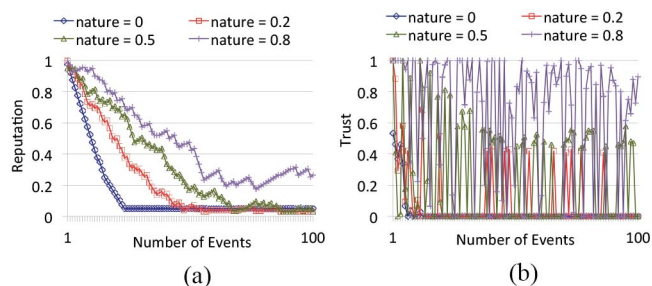 nature = 0
nature = 0.2
nature = 0.5
nature = 0.8
Reputation
1
0.8
0.6
0.4
0.2
0
1
Number of Events
100
(a)
nature = 0
nature = 0.2
nature = 0.5
nature = 0.8
Trust
1
0.8
0.6
0.4
0.2
0
1
Number of Events
100
(b)